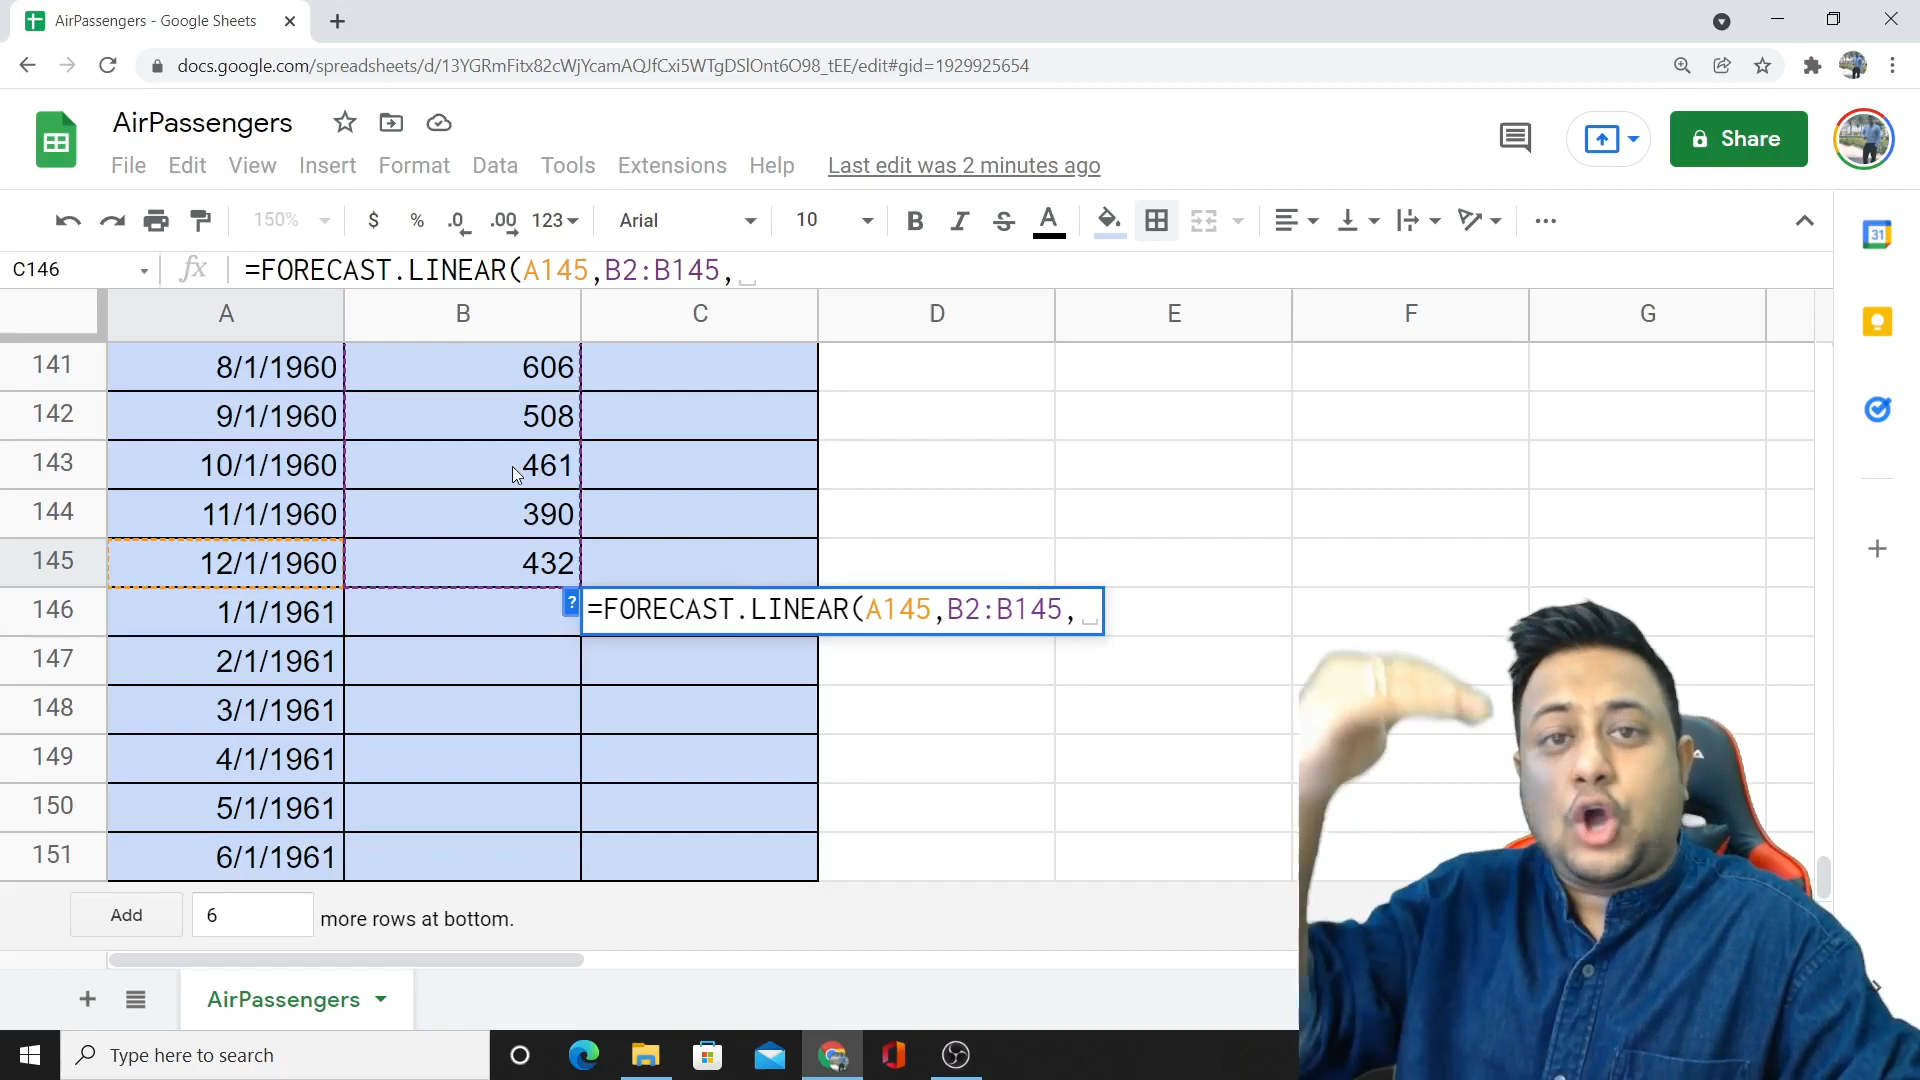 AirPassengers - Google Sheets
docs.google.com/spreadsheets/d/13YGRmFitx82cWjYcamAQJfCxi5WTgDSlOnt6O98_tEE/edit#gid=1929925654
AirPassengers
File Edit View Insert Format Data Tools Extensions Help Last edit was 2 minutes ago
Share
31
150% $ % .0 .00 123 Arial 10 B I S A
C146 fx =FORECAST.LINEAR(A145,B2:B145,
A B C D E F G
141 8/1/1960 606
142 9/1/1960 508
143 10/1/1960 461
144 11/1/1960 390
145 12/1/1960 432
146 1/1/1961 ? =FORECAST.LINEAR(A145,B2:B145,
147 2/1/1961
148 3/1/1961
149 4/1/1961
150 5/1/1961
151 6/1/1961
Add 6 more rows at bottom.
AirPassengers
Type here to search